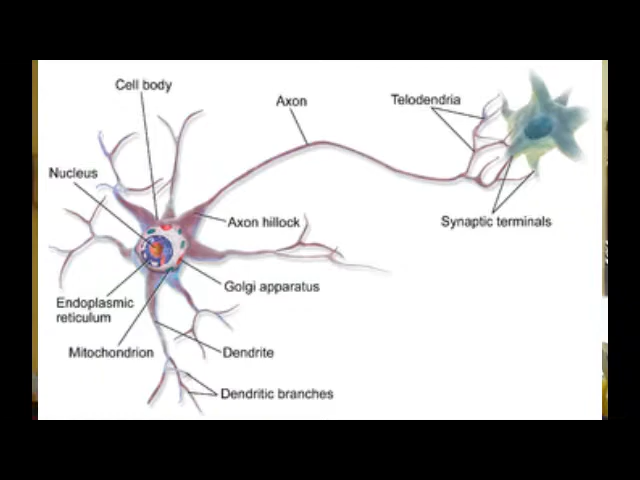 Cell body
Axon
Telodendria
Nucleus
Axon hillock
Synaptic terminals
Golgi apparatus
Endoplasmic
reticulum
Mitochondrion
Dendrite
Dendritic branches